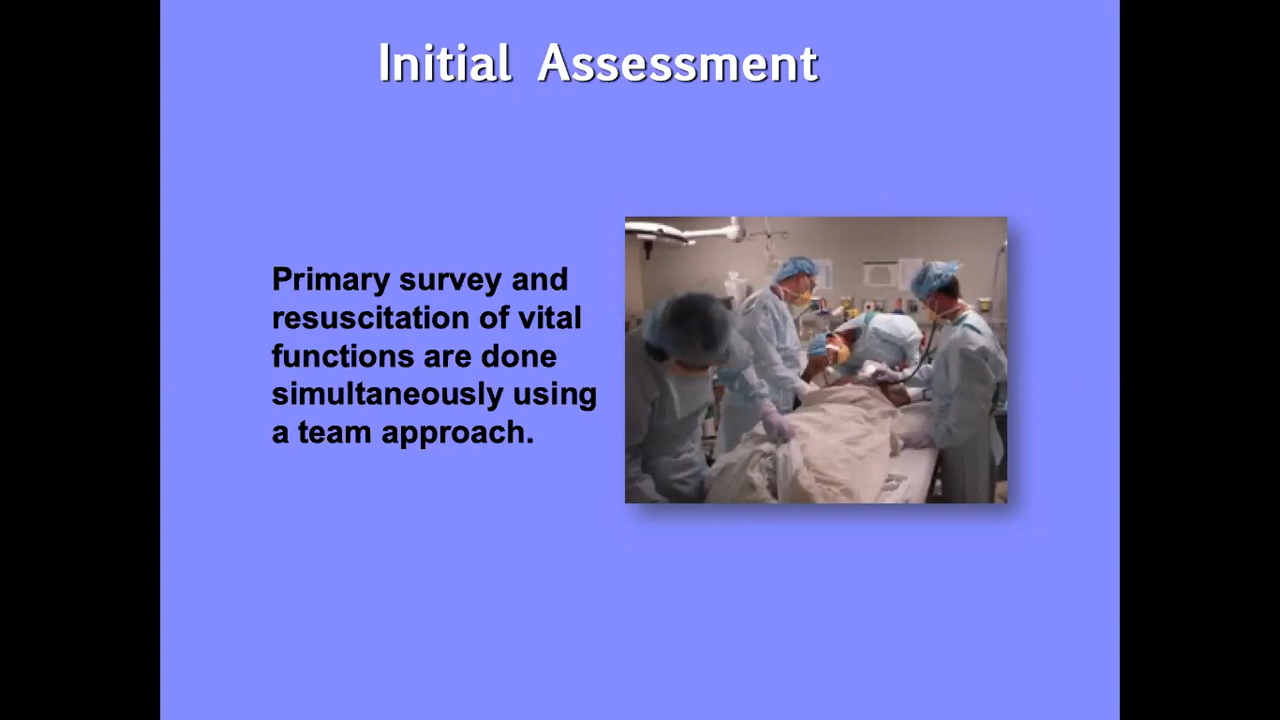 Initial Assessment
Primary survey and
resuscitation of vital
functions are done
simultaneously using
a team approach.